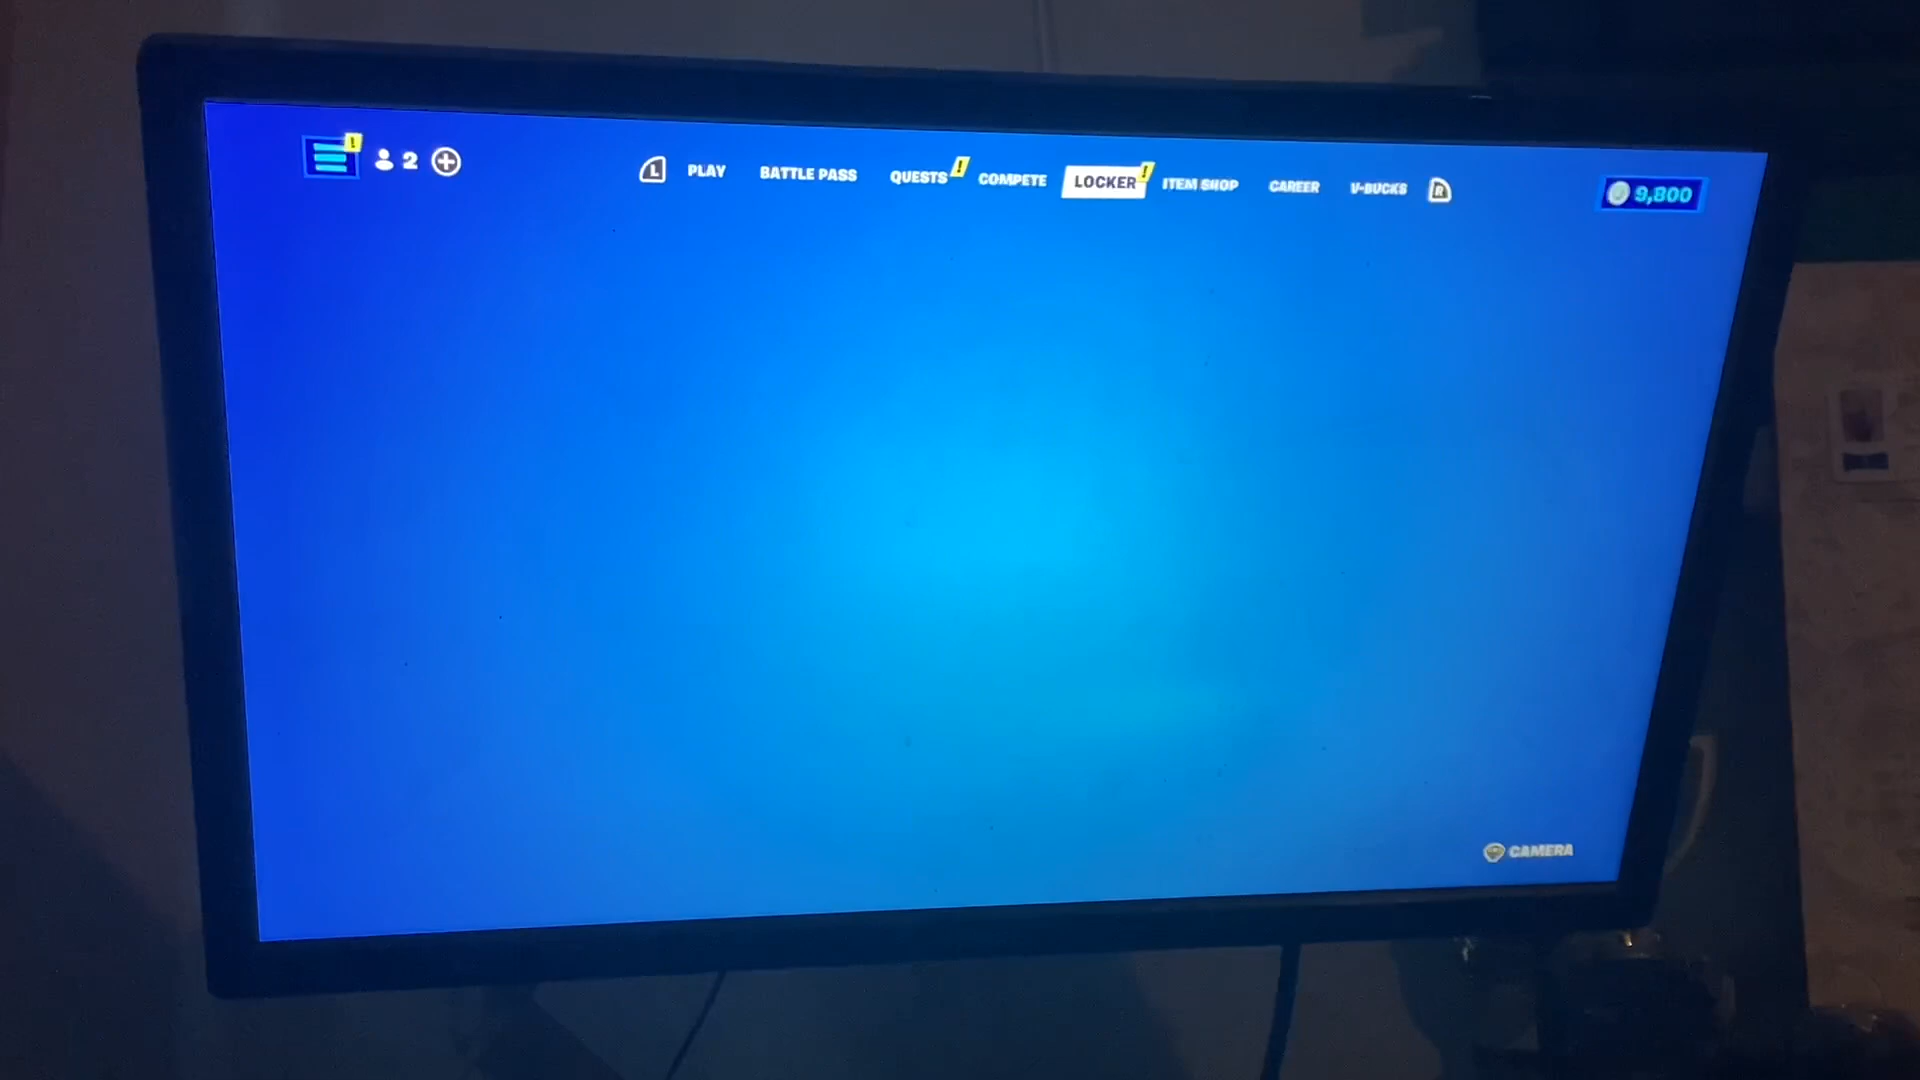 ! 2
L PLAY BATTLE PASS QUESTS ! COMPETE LOCKER ! ITEM SHOP CAREER V-BUCKS R
9,800
CAMERA